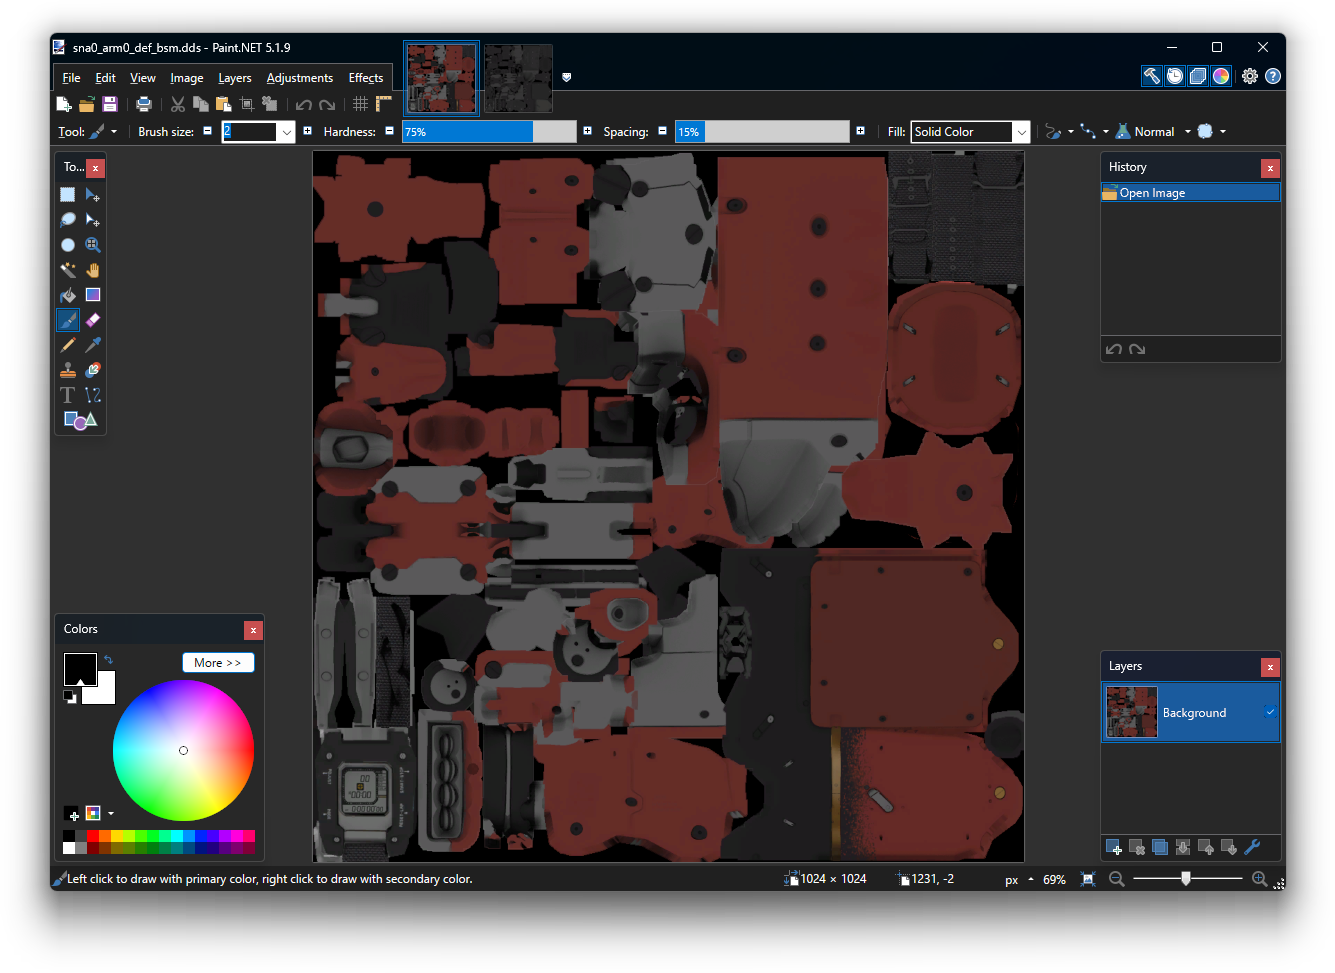 sna0_arm0_def_bsm.dds - Paint.NET 5.1.9
File Edit View Image Layers Adjustments Effects
Tool: Brush size: 2 Hardness: 75% Spacing: 15% Fill: Solid Color Normal
To...
History
Open Image
Colors
More >>
Layers
Background
Left click to draw with primary color, right click to draw with secondary color.
1024 × 1024
1231, -2
px
69%